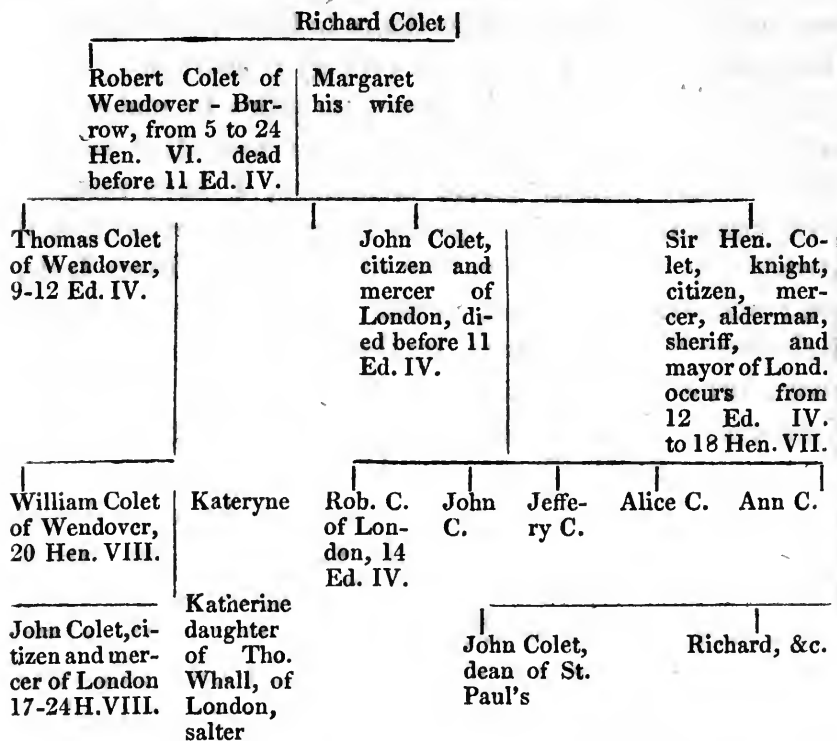 Richard Colet
Robert Colet of
Wendover - Bur-
row, from 5 to 24
Hen. VI. dead
before 11 Ed. IV.
Margaret
his wife
Thomas Colet
of Wendover,
9-12 Ed. IV.
John Colet,
citizen and
mercer of
London, di-
ed before 11
Ed. IV.
Sir Hen. Co-
let, knight,
citizen, mer-
cer, alderman,
sheriff, and
mayor of Lond.
occurs from
12 Ed. IV.
to 18 Hen. VII.
William Colet
of Wendover,
20 Hen. VIII.
Kateryne
Rob. C.
of Lon-
don, 14
Ed. IV.
John
C.
Jeffe-
ry C.
Alice C.
Ann C.
John Colet, ci-
tizen and mer-
cer of London
17-24 H. VIII.
Katherine
daughter
of Tho.
Whall, of
London,
salter
John Colet,
dean of St.
Paul's
Richard, &c.